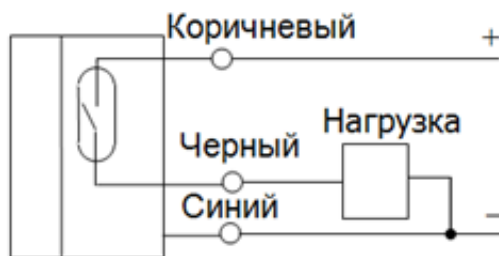 Коричневый
+
Черный
Нагрузка
Синий
−